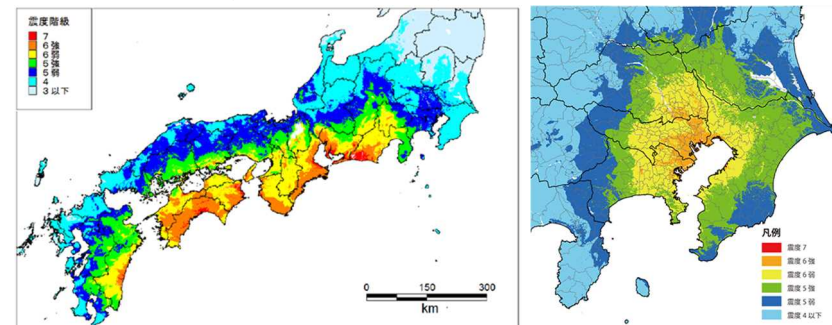 震度階級
7
6強
6弱
5強
5弱
4
3以下
0 150 300
km
凡例
震度 7
震度 6 強
震度 6 弱
震度 5 強
震度 5 弱
震度 4 以下